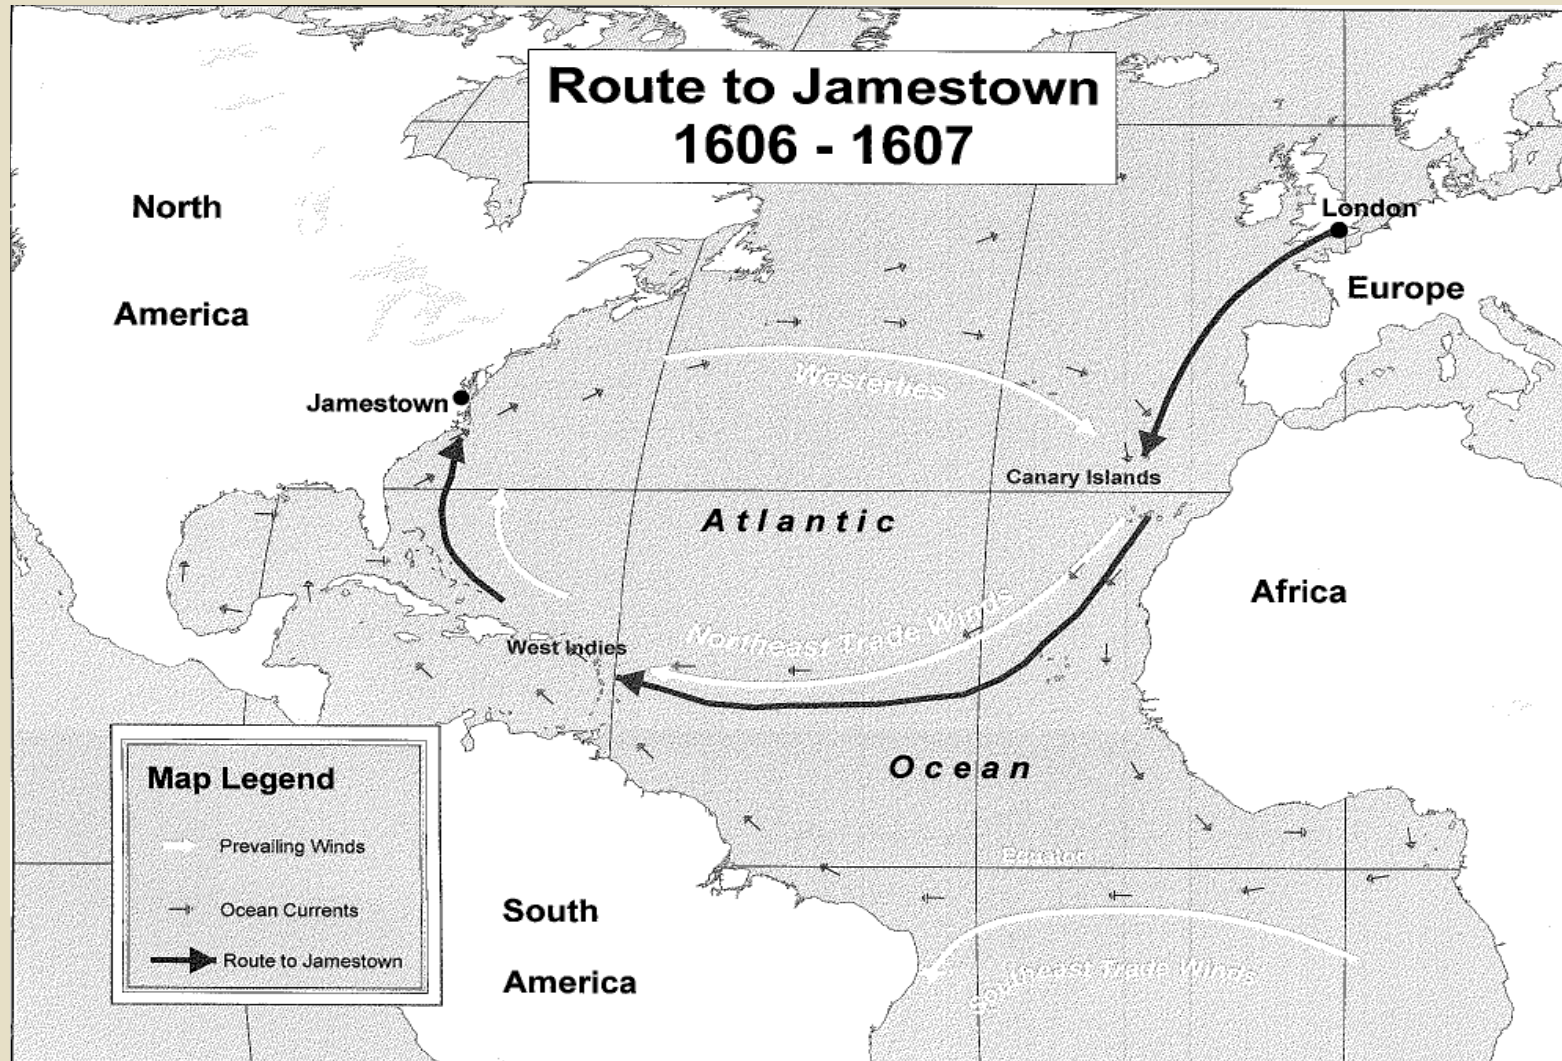 Route to Jamestown
1606 - 1607
North
America
London
Europe
Jamestown
Westerlies
Canary Islands
Atlantic
Africa
Northeast Trade Winds
West Indies
Ocean
Map Legend
Prevailing Winds
Ocean Currents
Route to Jamestown
Equator
South
America
Southeast Trade Winds